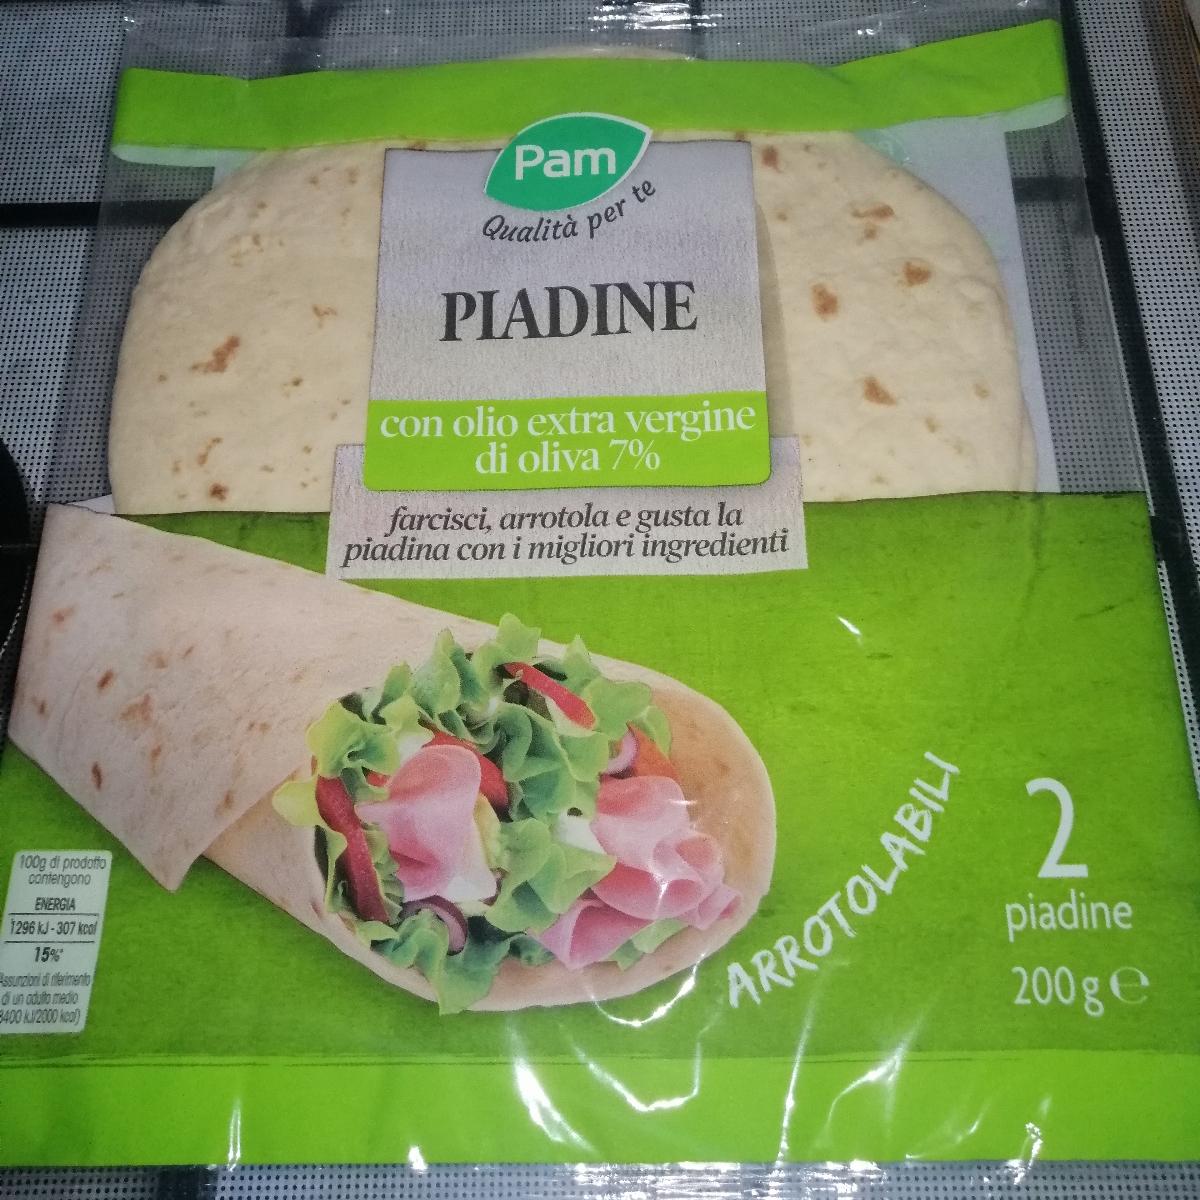 Pam
Qualità per te
PIADINE
con olio extra vergine
di oliva 7%
farcisci, arrotola e gusta la
piadina con i migliori ingredienti
ARROTOLABILI
2
piadine
200 g ℮
100g di prodotto
contengono
ENERGIA
1296 kJ - 307 kcal
15%*
Assunzioni di riferimento
di un adulto medio
8400 kJ/2000 kcal)